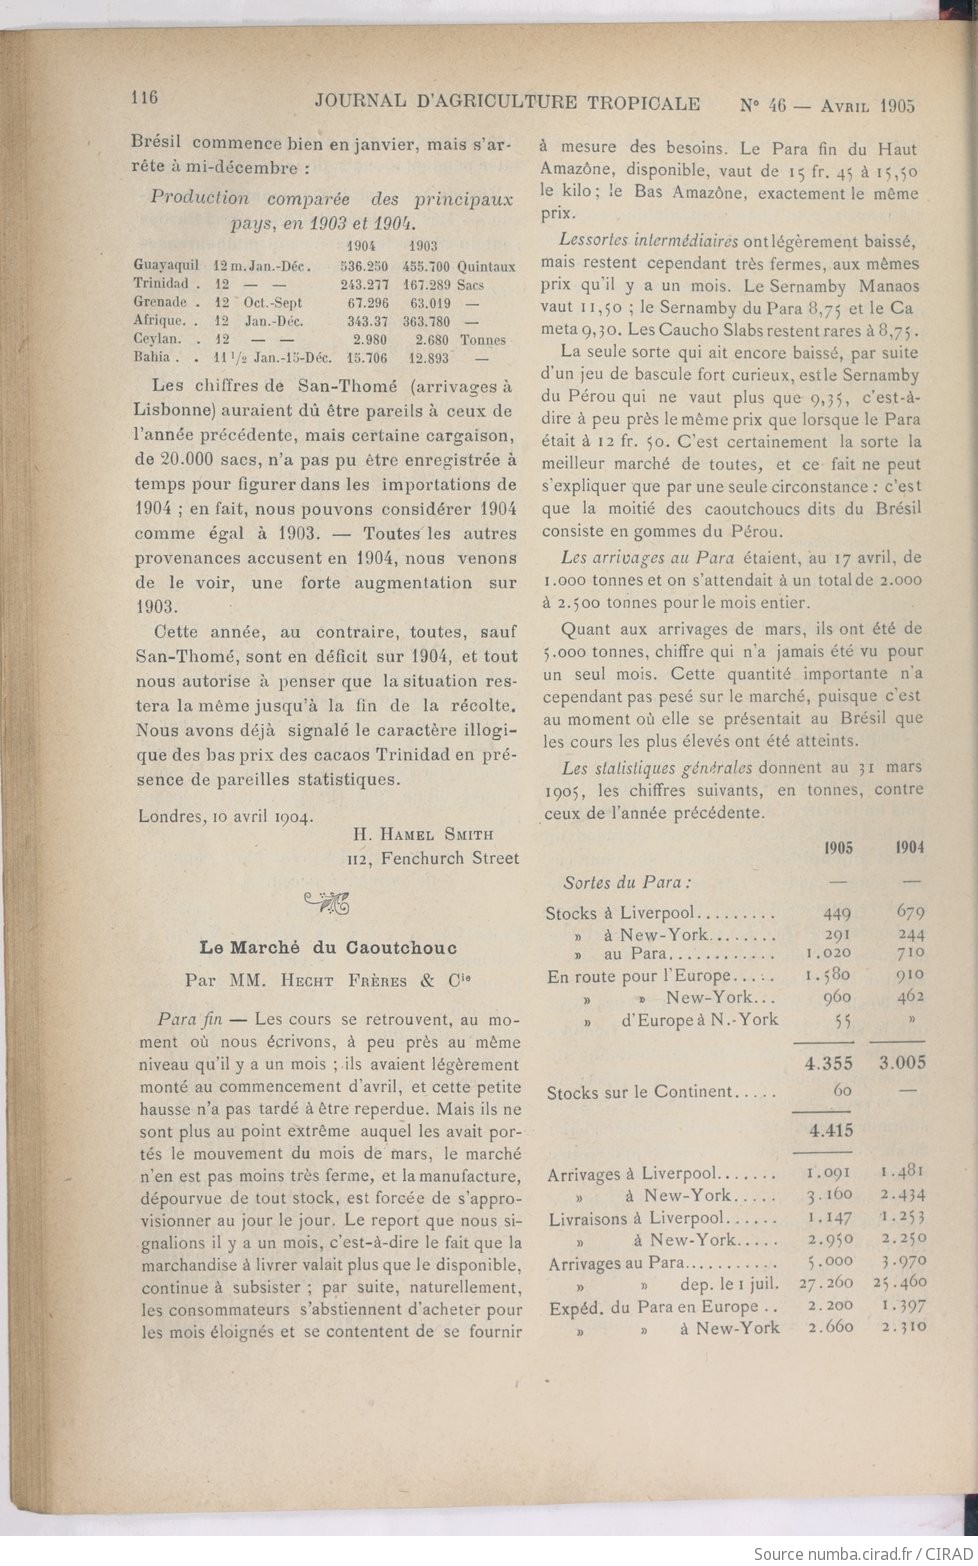 116
JOURNAL D'AGRICULTURE TROPICALE
N° 46 — AVRIL 1905
Brésil commence bien en janvier, mais s'ar-
rête à mi-décembre :
Production comparée des principaux
pays, en 1903 et 1904.
1904 1903
Guayaquil 12 m. Jan.-Déc. 536.250 455.700 Quintaux
Trinidad . 12 — — 243.277 167.289 Sacs
Grenade . 12 Oct.-Sept 67.296 63.019 —
Afrique. . 12 Jan.-Déc. 343.37 363.780 —
Ceylan. . 12 — — 2.980 2.680 Tonnes
Bahia . . 11 1/2 Jan.-15-Déc. 15.706 12.893 —
Les chiffres de San-Thomé (arrivages à
Lisbonne) auraient dû être pareils à ceux de
l'année précédente, mais certaine cargaison,
de 20.000 sacs, n'a pas pu être enregistrée à
temps pour figurer dans les importations de
1904 ; en fait, nous pouvons considérer 1904
comme égal à 1903. — Toutes les autres
provenances accusent en 1904, nous venons
de le voir, une forte augmentation sur
1903.
Cette année, au contraire, toutes, sauf
San-Thomé, sont en déficit sur 1904, et tout
nous autorise à penser que la situation res-
tera la même jusqu'à la fin de la récolte.
Nous avons déjà signalé le caractère illogi-
que des bas prix des cacaos Trinidad en pré-
sence de pareilles statistiques.
Londres, 10 avril 1904.
H. HAMEL SMITH
112, Fenchurch Street
Le Marché du Caoutchouc
Par MM. HECHT FRÈRES & Cie
Para fin — Les cours se retrouvent, au mo-
ment où nous écrivons, à peu près au même
niveau qu'il y a un mois ; ils avaient légèrement
monté au commencement d'avril, et cette petite
hausse n'a pas tardé à être reperdue. Mais ils ne
sont plus au point extrême auquel les avait por-
tés le mouvement du mois de mars, le marché
n'en est pas moins très ferme, et la manufacture,
dépourvue de tout stock, est forcée de s'appro-
visionner au jour le jour. Le report que nous si-
gnalions il y a un mois, c'est-à-dire le fait que la
marchandise à livrer valait plus que le disponible,
continue à subsister ; par suite, naturellement,
les consommateurs s'abstiennent d'acheter pour
les mois éloignés et se contentent de se fournir
à mesure des besoins. Le Para fin du Haut
Amazône, disponible, vaut de 15 fr. 45 à 15,50
le kilo ; le Bas Amazône, exactement le même
prix.
Les sortes intermédiaires ont légèrement baissé,
mais restent cependant très fermes, aux mêmes
prix qu'il y a un mois. Le Sernamby Manaos
vaut 11,50 ; le Sernamby du Para 8,75 et le Ca
meta 9,30. Les Caucho Slabs restent rares à 8,75.
La seule sorte qui ait encore baissé, par suite
d'un jeu de bascule fort curieux, est le Sernamby
du Pérou qui ne vaut plus que 9,35, c'est-à-
dire à peu près le même prix que lorsque le Para
était à 12 fr. 50. C'est certainement la sorte la
meilleur marché de toutes, et ce fait ne peut
s'expliquer que par une seule circonstance : c'est
que la moitié des caoutchoucs dits du Brésil
consiste en gommes du Pérou.
Les arrivages au Para étaient, au 17 avril, de
1.000 tonnes et on s'attendait à un total de 2.000
à 2.500 tonnes pour le mois entier.
Quant aux arrivages de mars, ils ont été de
5.000 tonnes, chiffre qui n'a jamais été vu pour
un seul mois. Cette quantité importante n'a
cependant pas pesé sur le marché, puisque c'est
au moment où elle se présentait au Brésil que
les cours les plus élevés ont été atteints.
Les statistiques générales donnent au 31 mars
1905, les chiffres suivants, en tonnes, contre
ceux de l'année précédente.
1905 1904
Sortes du Para : — —
Stocks à Liverpool......... 449 679
» à New-York........ 291 244
» au Para............ 1.020 710
En route pour l'Europe..... 1.580 910
» » New-York... 960 462
» d'Europe à N.-York 55 »
4.355 3.005
Stocks sur le Continent..... 60 —
4.415
Arrivages à Liverpool....... 1.091 1.481
» à New-York..... 3.160 2.434
Livraisons à Liverpool...... 1.147 1.253
» à New-York..... 2.950 2.250
Arrivages au Para........... 5.000 3.970
» » dep. le 1 juil. 27.260 25.460
Expéd. du Para en Europe .. 2.200 1.397
» » à New-York 2.660 2.310
Source numba.cirad.fr / CIRAD